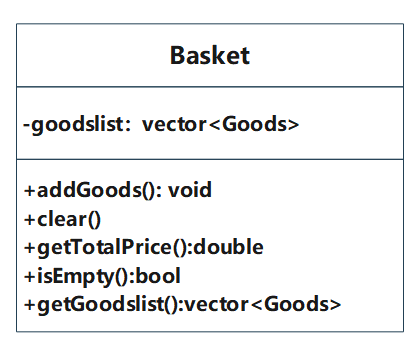 Basket
-goodslist: vector<Goods>
+addGoods(): void
+clear()
+getTotalPrice():double
+isEmpty():bool
+getGoodslist():vector<Goods>